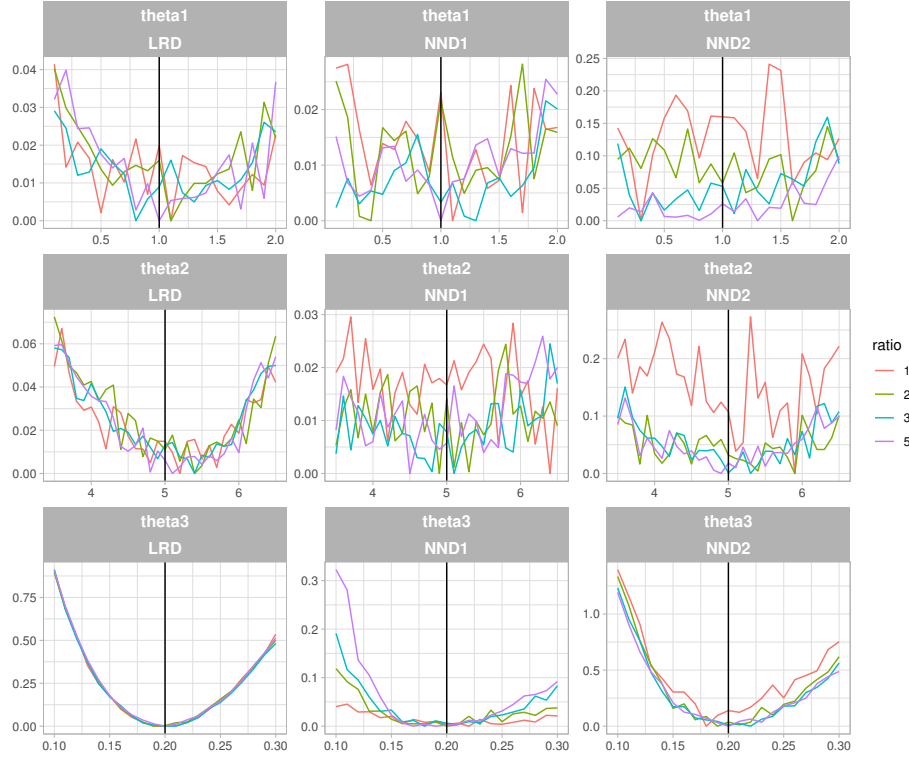 theta1 theta1 theta1
LRD NND1 NND2
0.04 0.03 0.02 0.01 0.00
0.02 0.01 0.00
0.25 0.20 0.15 0.10 0.05 0.00
0.5 1.0 1.5 2.0 0.5 1.0 1.5 2.0 0.5 1.0 1.5 2.0
theta2 theta2 theta2
LRD NND1 NND2
0.06 0.04 0.02 0.00
0.03 0.02 0.01 0.00
0.2 0.1 0.0
4 5 6 4 5 6 4 5 6
ratio
1
2
3
5
theta3 theta3 theta3
LRD NND1 NND2
0.75 0.50 0.25 0.00
0.3 0.2 0.1 0.0
1.0 0.5 0.0
0.10 0.15 0.20 0.25 0.30 0.10 0.15 0.20 0.25 0.30 0.10 0.15 0.20 0.25 0.30